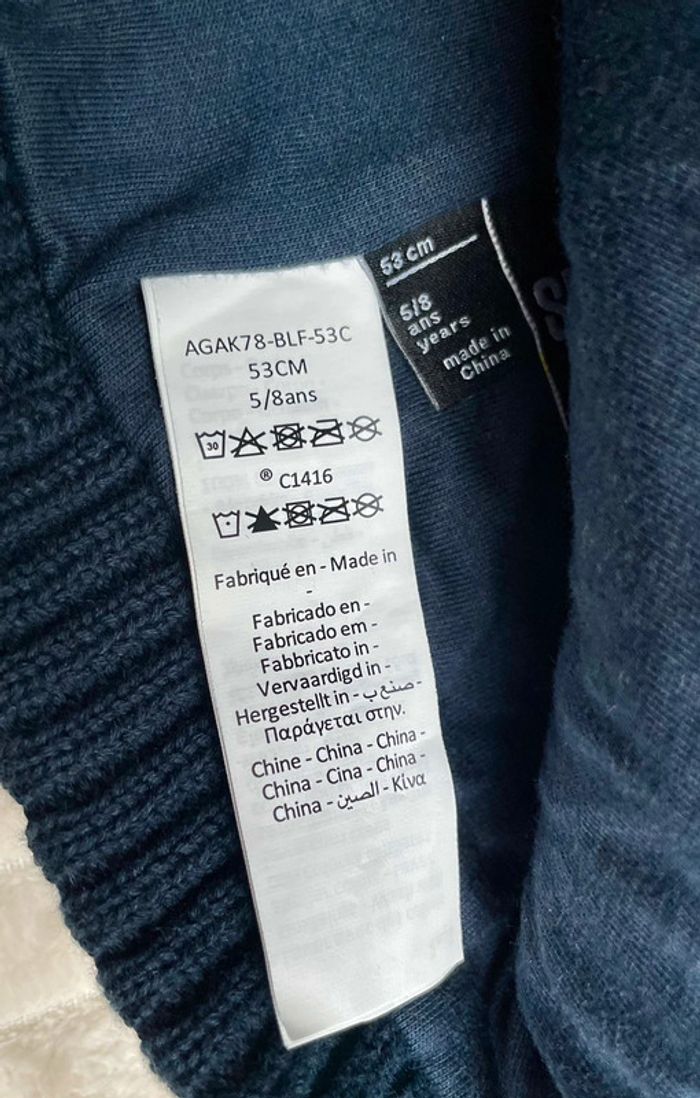 AGAK78-BLF-53C
53CM
5/8ans
30
® C1416
Fabriqué en - Made in
-
Fabricado en -
Fabricado em -
Fabbricato in -
Vervaardigd in -
Hergestellt in - صنع ب -
Παράγεται στην.
Chine - China - China -
China - Cina - China -
China - الصين - Κίνα
53 cm
5/8
ans
years
made in
China